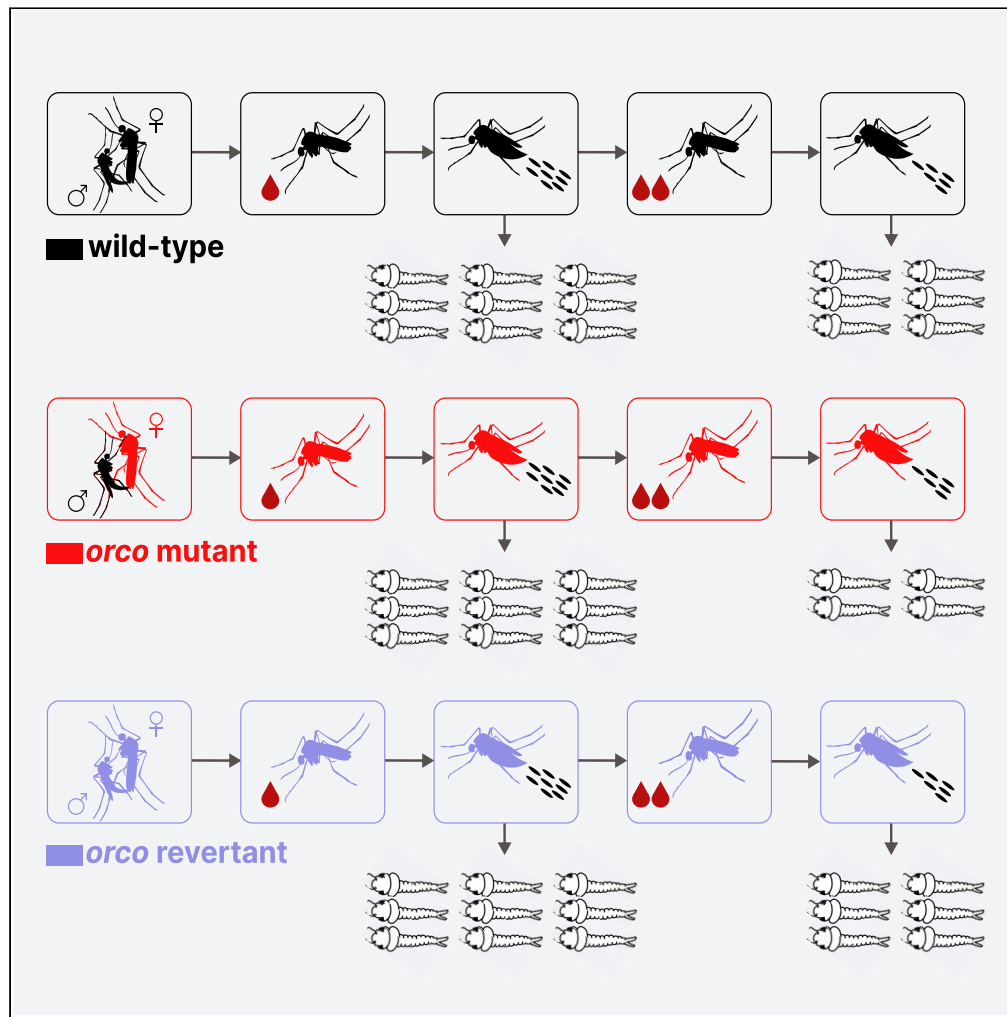 ♀
♂
wild-type
♀
♂
orco mutant
♀
♂
orco revertant